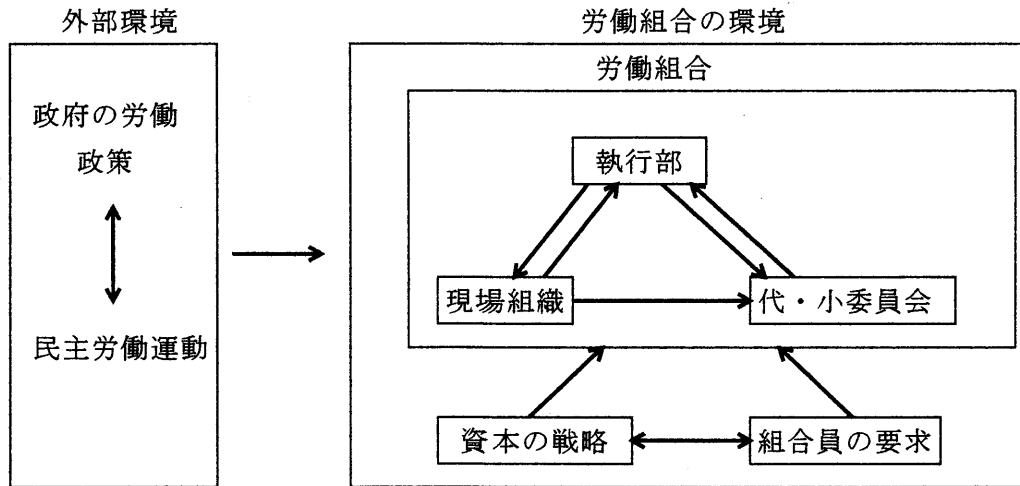 外部環境
労働組合の環境
労働組合
政府の労働
政策
民主労働運動
執行部
現場組織
代・小委員会
資本の戦略
組合員の要求